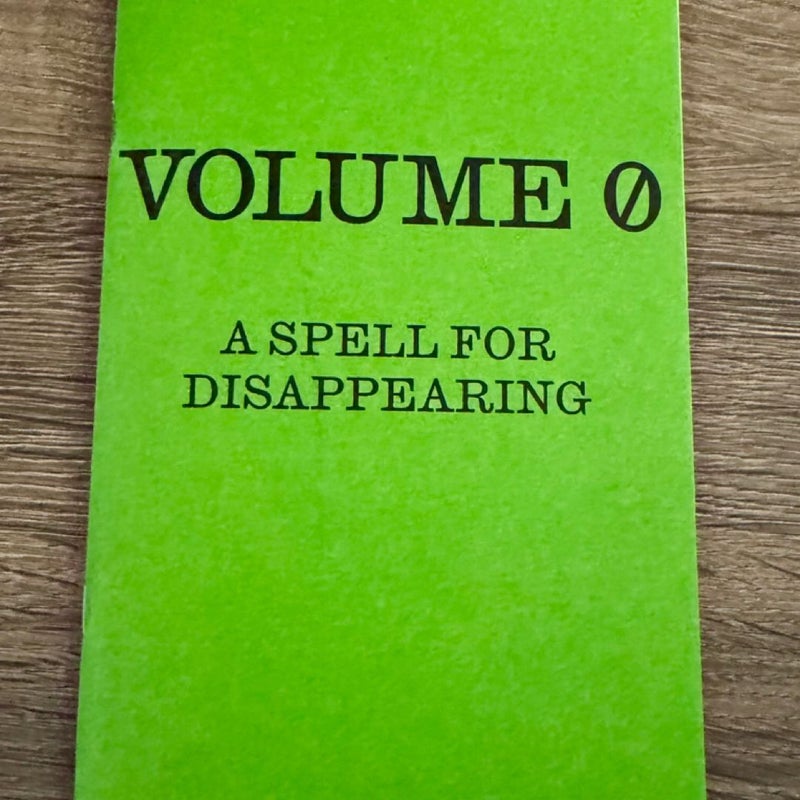 VOLUME 0
A SPELL FOR
DISAPPEARING